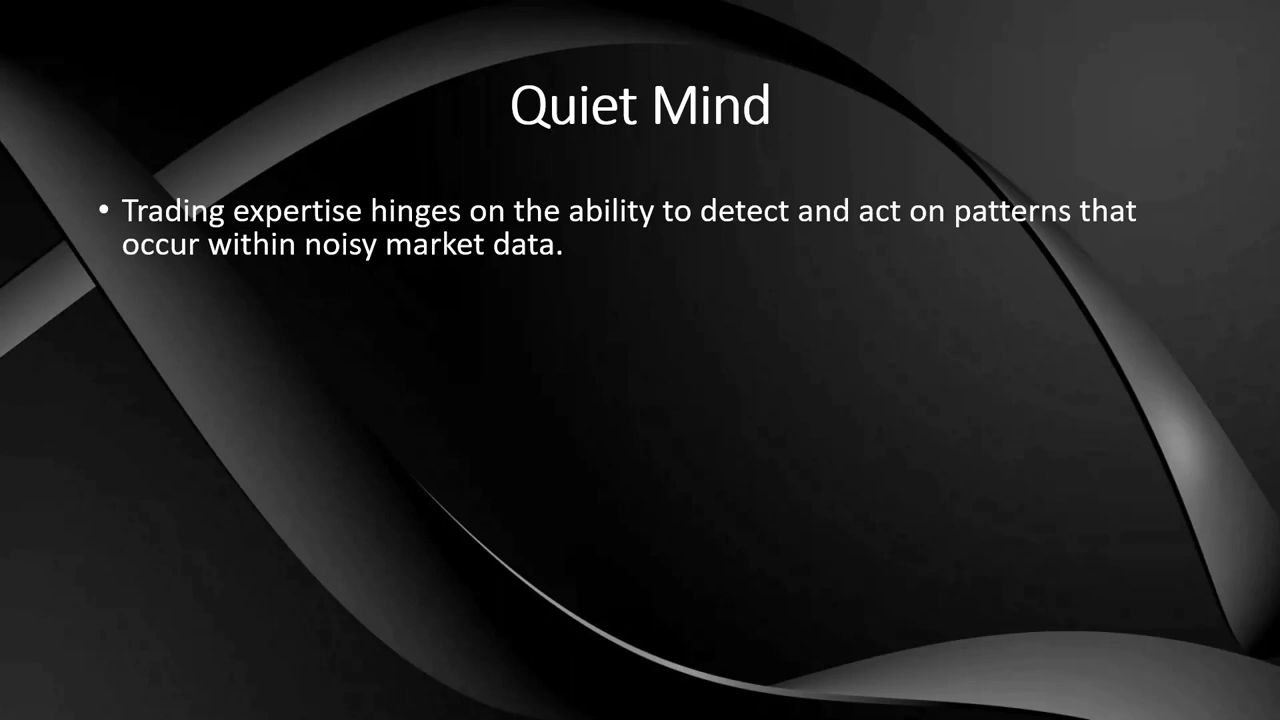 Quiet Mind
• Trading expertise hinges on the ability to detect and act on patterns that
occur within noisy market data.